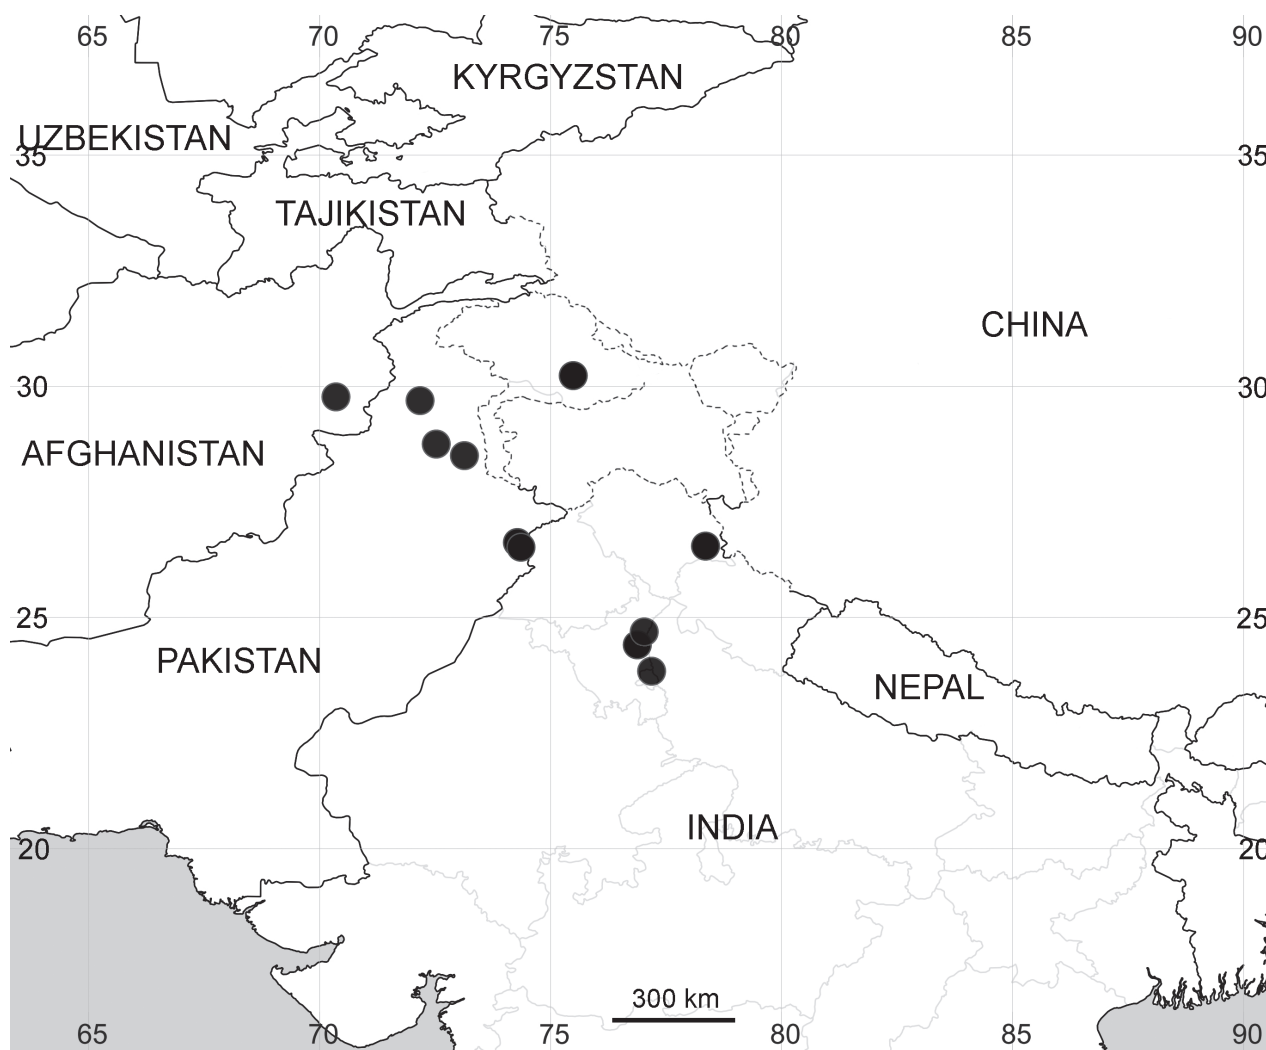 65 70 75 80 85 90
KYRGYZSTAN
UZBEKISTAN
35 35
TAJIKISTAN
CHINA
30 30
AFGHANISTAN
25 25
PAKISTAN
NEPAL
INDIA
20 20
300 km
65 70 75 80 85 90